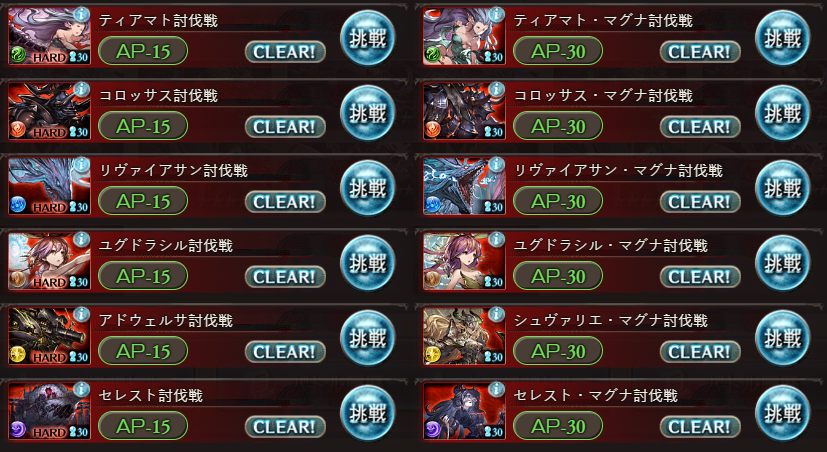 ティアマト討伐戦
HARD 30
AP-15
CLEAR!
挑戦
ティアマト・マグナ討伐戦
30
AP-30
CLEAR!
挑戦
コロッサス討伐戦
HARD 30
AP-15
CLEAR!
挑戦
コロッサス・マグナ討伐戦
30
AP-30
CLEAR!
挑戦
リヴァイアサン討伐戦
HARD 30
AP-15
CLEAR!
挑戦
リヴァイアサン・マグナ討伐戦
30
AP-30
CLEAR!
挑戦
ユグドラシル討伐戦
HARD 30
AP-15
CLEAR!
挑戦
ユグドラシル・マグナ討伐戦
30
AP-30
CLEAR!
挑戦
アドウェルサ討伐戦
HARD 30
AP-15
CLEAR!
挑戦
シュヴァリエ・マグナ討伐戦
30
AP-30
CLEAR!
挑戦
セレスト討伐戦
HARD 30
AP-15
CLEAR!
挑戦
セレスト・マグナ討伐戦
30
AP-30
CLEAR!
挑戦